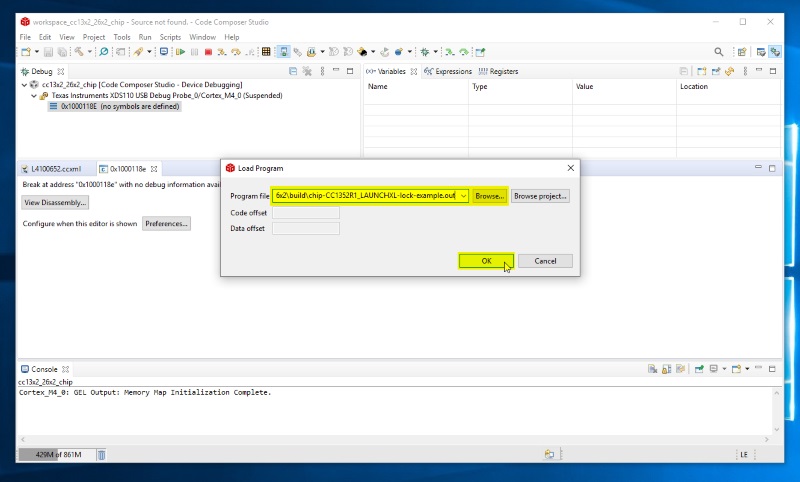 workspace_cc13x2_26x2_chip - Source not found. - Code Composer Studio
File Edit View Project Tools Run Scripts Window Help
Debug
(x)= Variables Expressions Registers
cc13x2_26x2_chip [Code Composer Studio - Device Debugging]
Texas Instruments XDS110 USB Debug Probe_0/Cortex_M4_0 (Suspended)
0x1000118E (no symbols are defined)
Name Type Value Location
L4100652.ccxml 0x1000118e
Break at address "0x1000118e" with no debug information avai
View Disassembly...
Configure when this editor is shown Preferences...
Load Program
Program file 6x2\build\chip-CC1352R1_LAUNCHXL-lock-example.out Browse... Browse project...
Code offset
Data offset
OK Cancel
Console
cc13x2_26x2_chip
Cortex_M4_0: GEL Output: Memory Map Initialization Complete.
429M of 861M LE